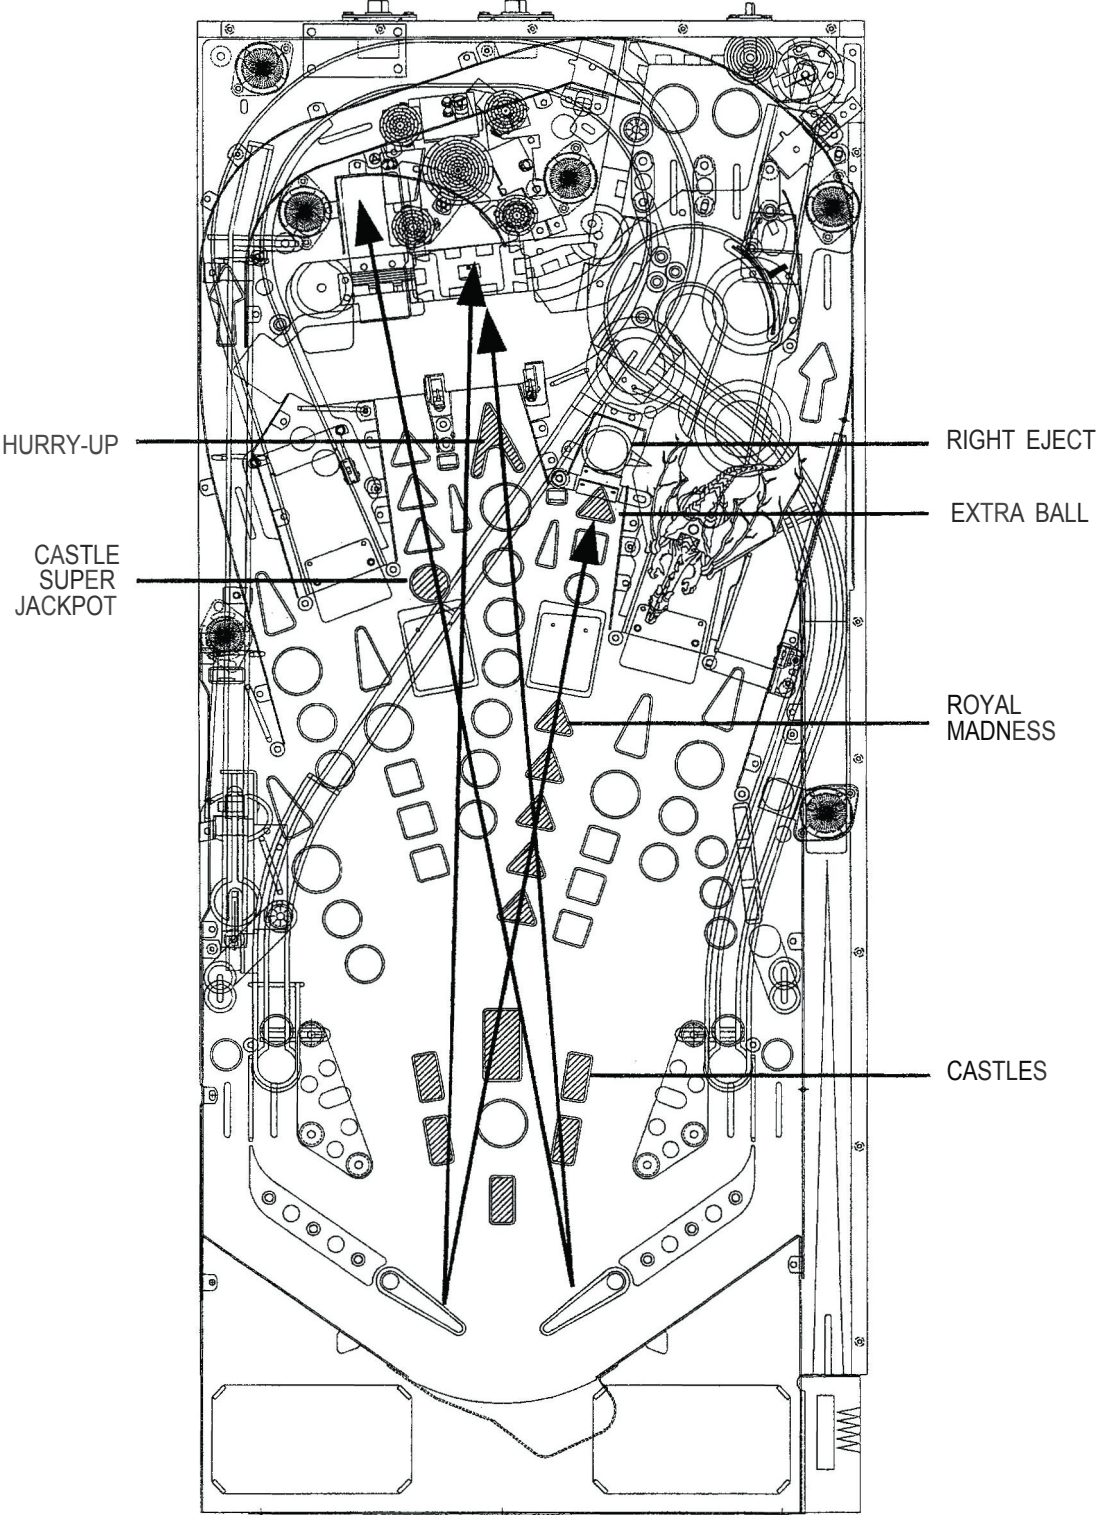 HURRY-UP
RIGHT EJECT
EXTRA BALL
CASTLE
SUPER
JACKPOT
ROYAL
MADNESS
CASTLES